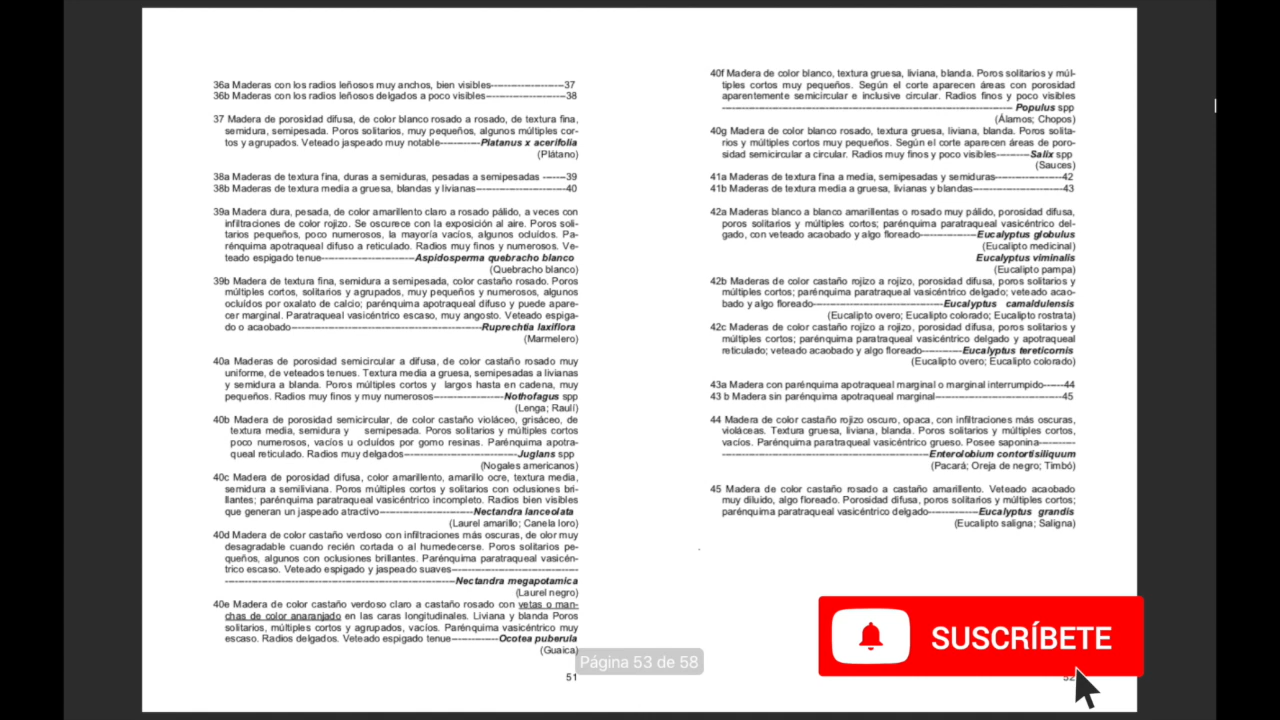 36a Maderas con los radios leñosos muy anchos, bien visibles-----------------------37
36b Maderas con los radios leñosos delgados a poco visibles-------------------------38
37 Madera de porosidad difusa, de color blanco rosado a rosado, de textura fina,
semidura, semipesada. Poros solitarios, muy pequeños, algunos múltiples cor-
tos y agrupados. Veteado jaspeado muy notable------------Platanus x acerifolia
(Plátano)
38a Maderas de textura fina, duras a semiduras, pesadas a semipesadas -------39
38b Maderas de textura media a gruesa, blandas y livianas---------------------------40
39a Madera dura, pesada, de color amarillento claro a rosado pálido, a veces con
infiltraciones de color rojizo. Se oscurece con la exposición al aire. Poros soli-
tarios pequeños, poco numerosos, la mayoría vacíos, algunos ocluídos. Pa-
rénquima apotraqueal difuso a reticulado. Radios muy finos y numerosos. Ve-
teado espigado tenue----------------------------Aspidosperma quebracho blanco
(Quebracho blanco)
39b Madera de textura fina, semidura a semipesada, color castaño rosado. Poros
múltiples cortos, solitarios y agrupados, muy pequeños y numerosos, algunos
ocluídos por oxalato de calcio; parénquima apotraqueal difuso y puede apare-
cer marginal. Paratraqueal vasicéntrico escaso, muy angosto. Veteado espiga-
do o acaobado---------------------------------------------------------Ruprechtia laxiflora
(Marmelero)
40a Maderas de porosidad semicircular a difusa, de color castaño rosado muy
uniforme, de veteados tenues. Textura media a gruesa, semipesadas a livianas
y semidura a blanda. Poros múltiples cortos y largos hasta en cadena, muy
pequeños. Radios muy finos y muy numerosos---------------------Nothofagus spp
(Lenga; Raulí)
40b Madera de porosidad semicircular, de color castaño violáceo, grisáceo, de
textura media, semidura y semipesada. Poros solitarios y múltiples cortos
poco numerosos, vacíos u ocluídos por gomo resinas. Parénquima apotra-
queal reticulado. Radios muy delgados----------------------------------Juglans spp
(Nogales americanos)
40c Madera de porosidad difusa, color amarillento, amarillo ocre, textura media,
semidura a semiliviana. Poros múltiples cortos y solitarios con oclusiones bri-
llantes; parénquima paratraqueal vasicéntrico incompleto. Radios bien visibles
que generan un jaspeado atractivo----------------------------Nectandra lanceolata
(Laurel amarillo; Canela loro)
40d Madera de color castaño verdoso con infiltraciones más oscuras, de olor muy
desagradable cuando recién cortada o al humedecerse. Poros solitarios pe-
queños, algunos con oclusiones brillantes. Parénquima paratraqueal vasicén-
trico escaso. Veteado espigado y jaspeado suaves--------------------------------------
---------------------------------------------------------------------Nectandra megapotamica
(Laurel negro)
40e Madera de color castaño verdoso claro a castaño rosado con vetas o man-
chas de color anaranjado en las caras longitudinales. Liviana y blanda Poros
solitarios, múltiples cortos y agrupados, vacíos. Parénquima vasicéntrico muy
escaso. Radios delgados. Veteado espigado tenue--------------Ocotea puberula
(Guaica)
51
40f Madera de color blanco, textura gruesa, liviana, blanda. Poros solitarios y múl-
tiples cortos muy pequeños. Según el corte aparecen áreas con porosidad
aparentemente semicircular e inclusive circular. Radios finos y poco visibles
--------------------------------------------------------------------------------------- Populus spp
(Álamos; Chopos)
40g Madera de color blanco rosado, textura gruesa, liviana, blanda. Poros solita-
rios y múltiples cortos muy pequeños. Según el corte aparecen áreas de poro-
sidad semicircular a circular. Radios muy finos y poco visibles----------Salix spp
(Sauces)
41a Maderas de textura fina a media, semipesadas y semiduras--------------------42
41b Maderas de textura media a gruesa, livianas y blandas---------------------------43
42a Maderas blanco a blanco amarillentas o rosado muy pálido, porosidad difusa,
poros solitarios y múltiples cortos; parénquima paratraqueal vasicéntrico del-
gado, con veteado acaobado y algo floreado-----------------Eucalyptus globulus
(Eucalipto medicinal)
Eucalyptus viminalis
(Eucalipto pampa)
42b Maderas de color castaño rojizo a rojizo, porosidad difusa, poros solitarios y
múltiples cortos; parénquima paratraqueal vasicéntrico delgado; veteado acao-
bado y algo floreado---------------------------------------Eucalyptus camaldulensis
(Eucalipto overo; Eucalipto colorado; Eucalipto rostrata)
42c Maderas de color castaño rojizo a rojizo, porosidad difusa, poros solitarios y
múltiples cortos; parénquima paratraqueal vasicéntrico delgado y apotraqueal
reticulado; veteado acaobado y algo floreado------------Eucalyptus tereticornis
(Eucalipto overo; Eucalipto colorado)
43a Madera con parénquima apotraqueal marginal o marginal interrumpido------44
43 b Madera sin parénquima apotraqueal marginal--------------------------------------45
44 Madera de color castaño rojizo oscuro, opaca, con infiltraciones más oscuras,
violáceas. Textura gruesa, liviana, blanda. Poros solitarios y múltiples cortos,
vacíos. Parénquima paratraqueal vasicéntrico grueso. Posee saponina-----------
--------------------------------------------------------------Enterolobium contortisiliquum
(Pacará; Oreja de negro; Timbó)
45 Madera de color castaño rosado a castaño amarillento. Veteado acaobado
muy diluido, algo floreado. Porosidad difusa, poros solitarios y múltiples cortos;
parénquima paratraqueal vasicéntrico delgado---------------Eucalyptus grandis
(Eucalipto saligna; Saligna)
Página 53 de 58
SUSCRÍBETE